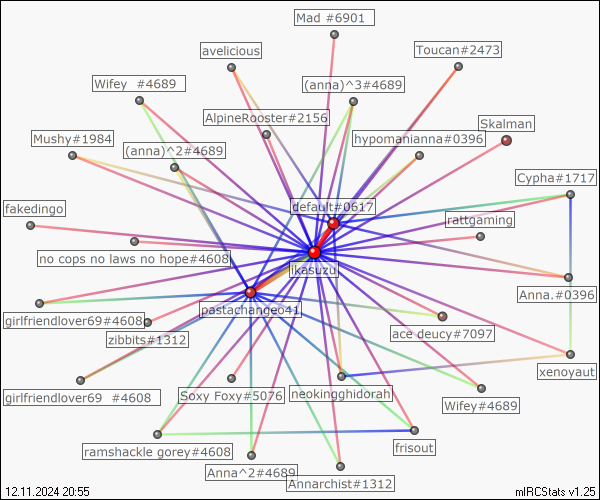 Mad #6901
avelicious
Toucan#2473
Wifey  #4689
(anna)^3#4689
AlpineRooster#2156
Skalman
Mushy#1984
(anna)^2#4689
hypomanianna#0396
Cypha#1717
fakedingo
default#0617
rattgaming
no cops no laws no hope#4608
ikasuzu
Anna.#0396
girlfriendlover69#4608
pastachangeo41
zibbits#1312
ace deucy#7097
xenoyaut
girlfriendlover69  #4608
Soxy Foxy#5076
neokingghidorah
Wifey#4689
ramshackle gorey#4608
frisout
Anna^2#4689
Annarchist#1312
12.11.2024 20:55
mIRCStats v1.25